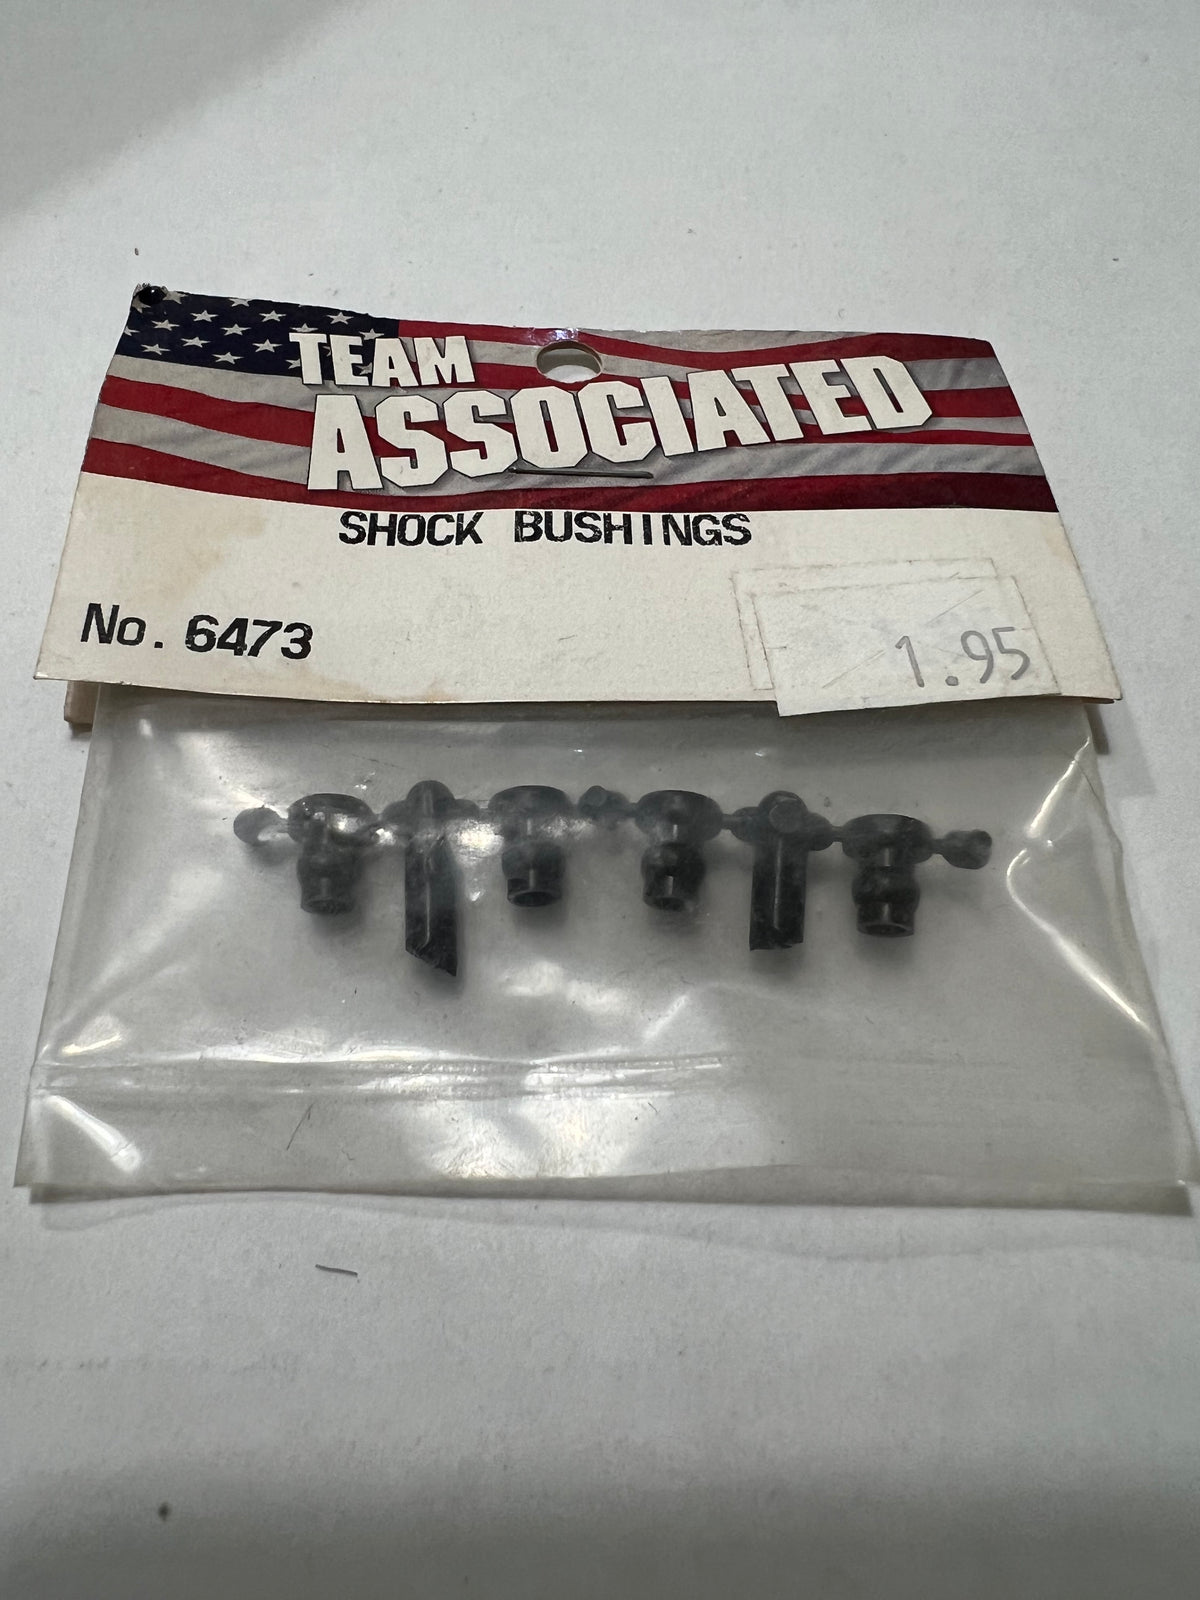 TEAM
ASSOCIATED
SHOCK BUSHINGS
No. 6473
1.95